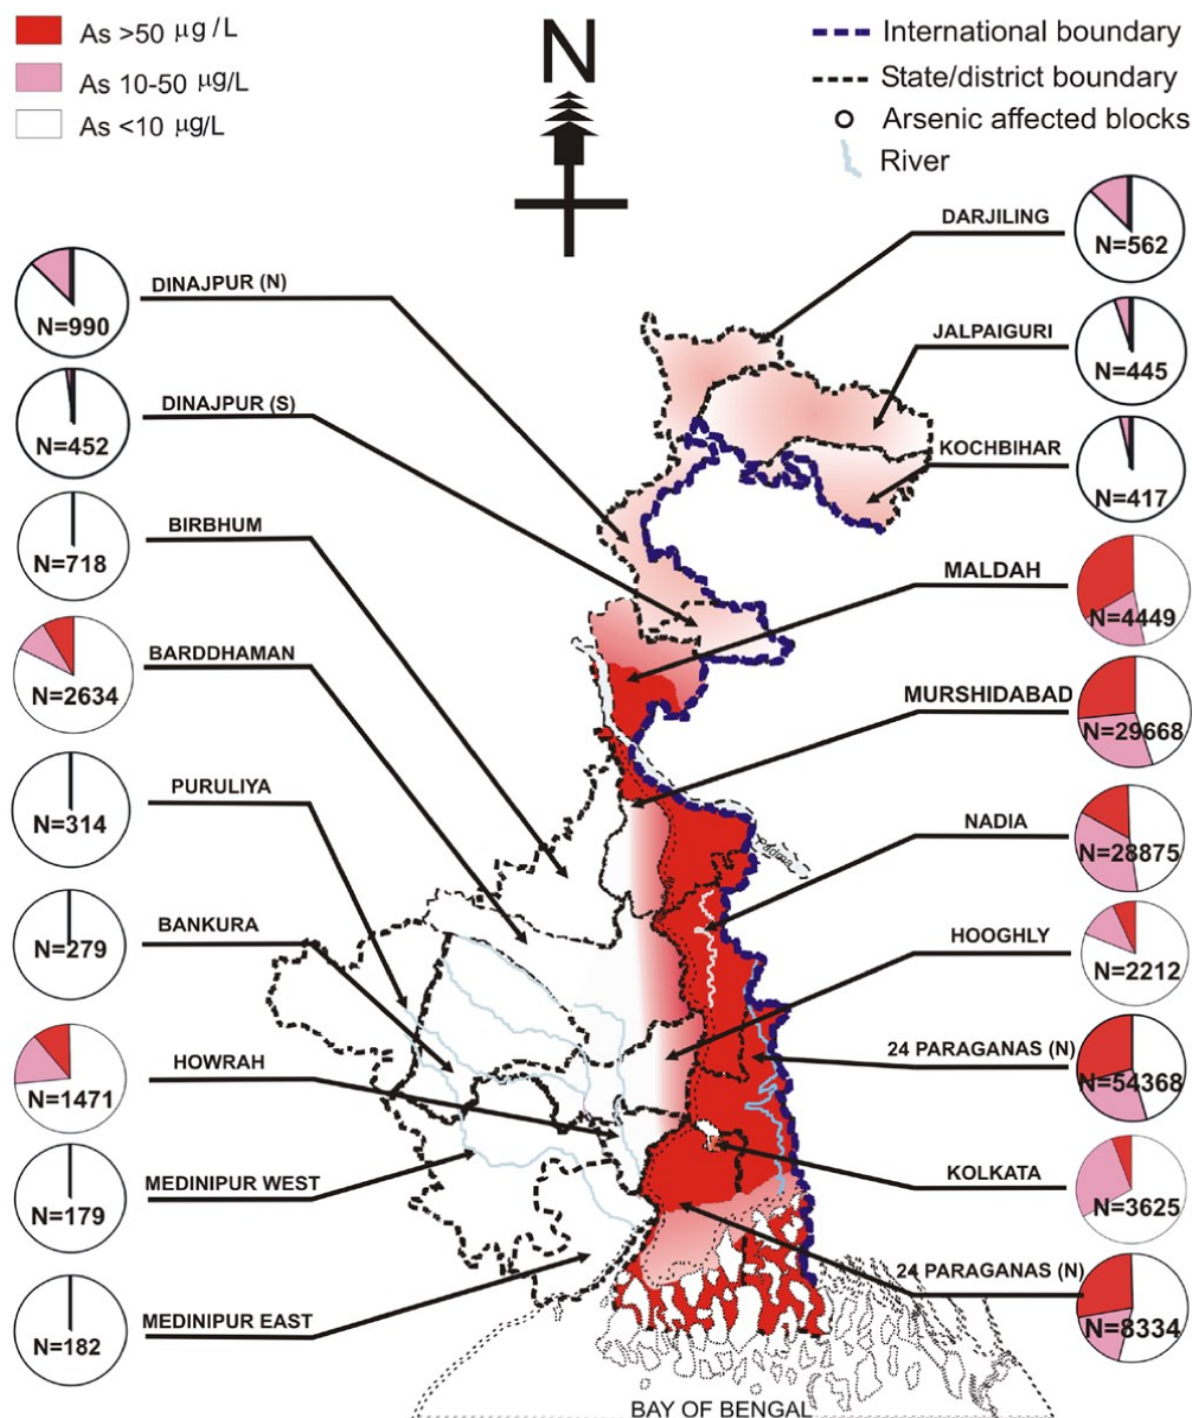 As >50 µg/L
As 10-50 µg/L
As <10 µg/L
N
International boundary
State/district boundary
Arsenic affected blocks
River
DARJILING
N=562
DINAJPUR (N)
N=990
JALPAIGURI
N=445
DINAJPUR (S)
N=452
KOCHBIHAR
N=417
BIRBHUM
N=718
MALDAH
N=4449
BARDDHAMAN
N=2634
MURSHIDABAD
N=29668
PURULIYA
N=314
NADIA
N=28875
Padma
BANKURA
N=279
HOOGHLY
N=2212
HOWRAH
N=1471
24 PARAGANAS (N)
N=54368
MEDINIPUR WEST
N=179
KOLKATA
N=3625
24 PARAGANAS (N)
N=8334
MEDINIPUR EAST
N=182
BAY OF BENGAL